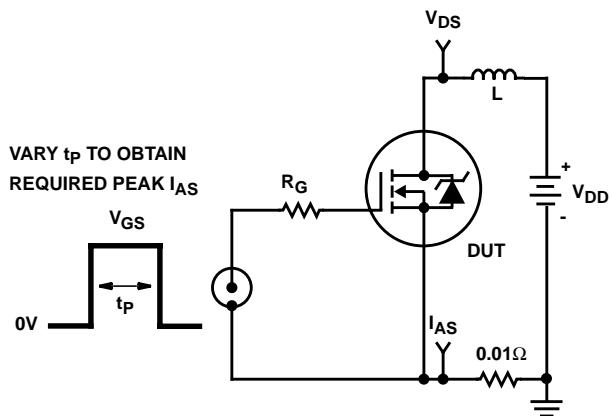 V_DS
L
VARY t_P TO OBTAIN
REQUIRED PEAK I_AS
R_G
+
V_DD
-
V_GS
DUT
t_P
0V
I_AS
0.01Ω